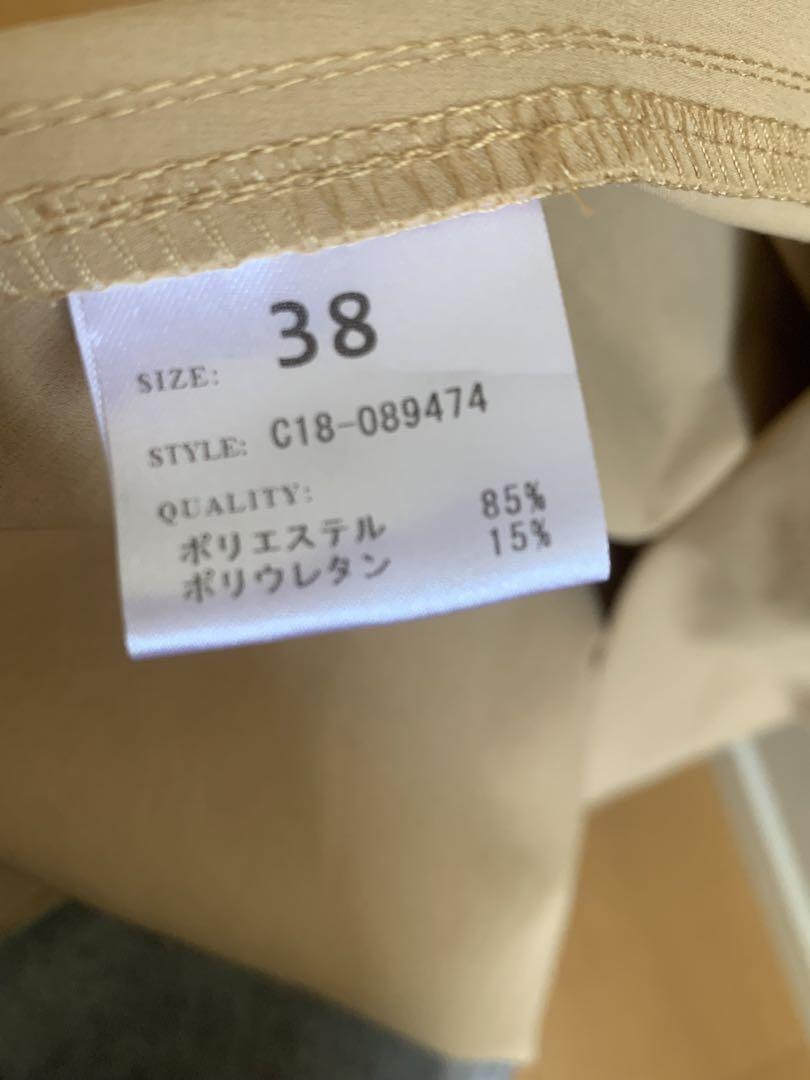 SIZE: 38
STYLE: C18-089474
QUALITY:
ポリエステル 85%
ポリウレタン 15%